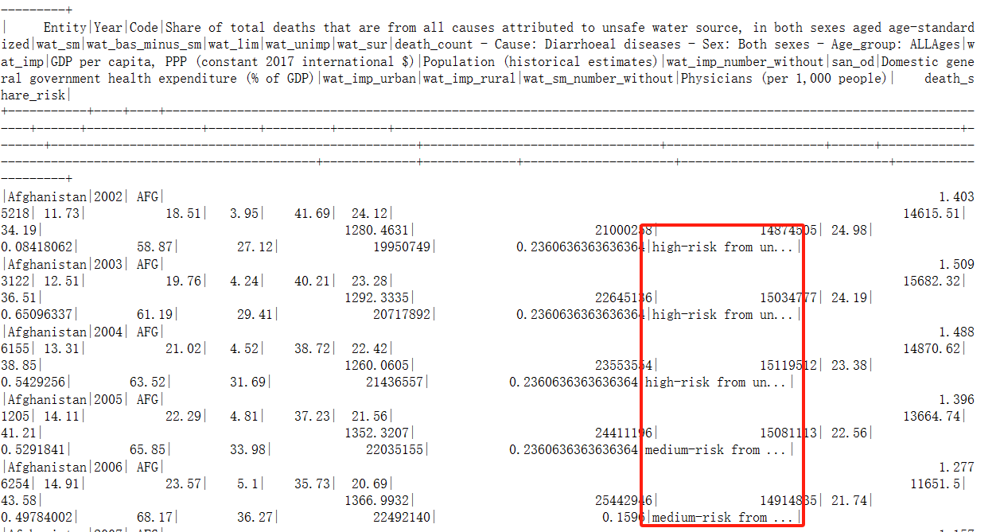 ---------+
|     Entity|Year|Code|Share of total deaths that are from all causes attributed to unsafe water source, in both sexes aged age-standard
ized|wat_sm|wat_bas_minus_sm|wat_lim|wat_unimp|wat_sur|death_count - Cause: Diarrhoeal diseases - Sex: Both sexes - Age_group: ALLAges|w
at_imp|GDP per capita, PPP (constant 2017 international $)|Population (historical estimates)|wat_imp_number_without|san_od|Domestic gene
ral government health expenditure (% of GDP)|wat_imp_urban|wat_imp_rural|wat_sm_number_without|Physicians (per 1,000 people)|     death_s
hare_risk|
+-----------+----+----+---------------------------------------------------------------------------------------------------------------
----+------+----------------+-------+---------+-------+------------------------------------------------------------------------------+-
------+---------------------------------------------------+---------------------------------+----------------------+------+-------------
--------------------------------------------+-------------+-------------+---------------------+-----------------------------+-----------
---------+
|Afghanistan|2002| AFG| 1.403
5218| 11.73| 18.51| 3.95| 41.69| 24.12| 14615.51|
34.19| 1280.4631| 21000258| 14874505| 24.98|
0.08418062| 58.87| 27.12| 19950749| 0.2360636363636364|high-risk from un...|
|Afghanistan|2003| AFG| 1.509
3122| 12.51| 19.76| 4.24| 40.21| 23.28| 15682.32|
36.51| 1292.3335| 22645136| 15034777| 24.19|
0.65096337| 61.19| 29.41| 20717892| 0.2360636363636364|high-risk from un...|
|Afghanistan|2004| AFG| 1.488
6155| 13.31| 21.02| 4.52| 38.72| 22.42| 14870.62|
38.85| 1260.0605| 23553554| 15119512| 23.38|
0.5429256| 63.52| 31.69| 21436557| 0.2360636363636364|high-risk from un...|
|Afghanistan|2005| AFG| 1.396
1205| 14.11| 22.29| 4.81| 37.23| 21.56| 13664.74|
41.21| 1352.3207| 24411196| 15081113| 22.56|
0.5291841| 65.85| 33.98| 22035155| 0.2360636363636364|medium-risk from ...|
|Afghanistan|2006| AFG| 1.277
6254| 14.91| 23.57| 5.1| 35.73| 20.69| 11651.5|
43.58| 1366.9932| 25442946| 14914835| 21.74|
0.49784002| 68.17| 36.27| 22492140| 0.1596|medium-risk from ...|